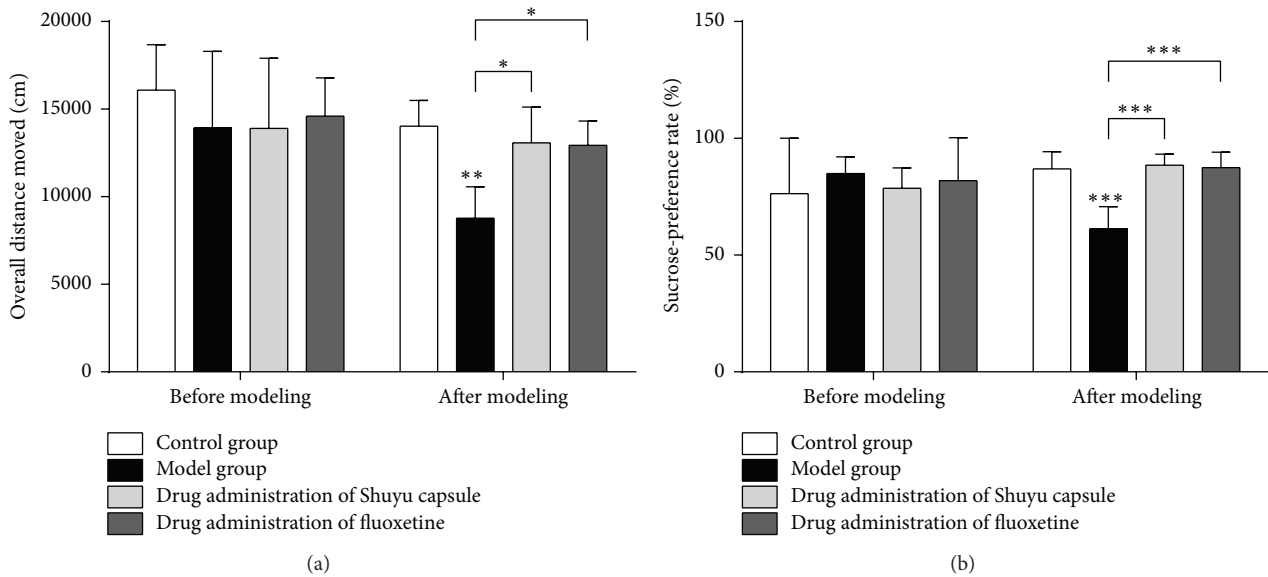 20000
15000
10000
5000
0
Overall distance moved (cm)
*
*
**
Before modeling
After modeling
Control group
Model group
Drug administration of Shuyu capsule
Drug administration of fluoxetine
(a)
150
100
50
0
Sucrose-preference rate (%)
***
***
***
Before modeling
After modeling
Control group
Model group
Drug administration of Shuyu capsule
Drug administration of fluoxetine
(b)